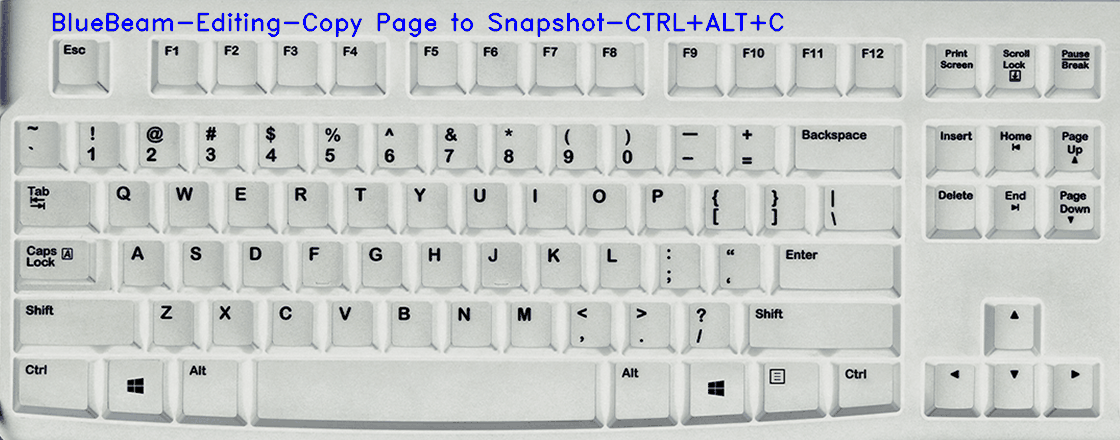 BlueBeam-Editing-Copy Page to Snapshot-CTRL+ALT+C
Esc F1 F2 F3 F4 F5 F6 F7 F8 F9 F10 F11 F12 Print Screen Scroll Lock Pause Break
~ ` ! 1 @ 2 # 3 $ 4 % 5 ^ 6 & 7 * 8 ( 9 ) 0 — - + = Backspace Insert Home Page Up
Tab Q W E R T Y U I O P { [ } ] | \ Delete End Page Down
Caps Lock A A S D F G H J K L : ; “ ‘ Enter
Shift Z X C V B N M < , > . ? / Shift
Ctrl Alt Alt Ctrl